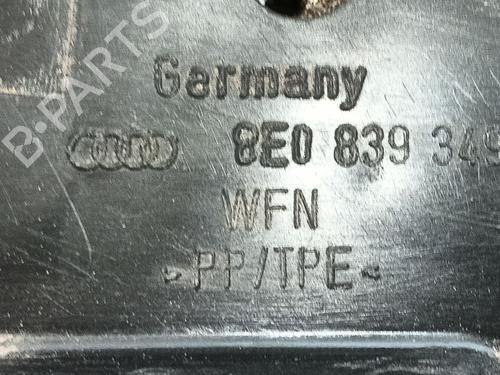 B-PARTS
Germany
8E0 839 349
WFN
>PP/TPE<